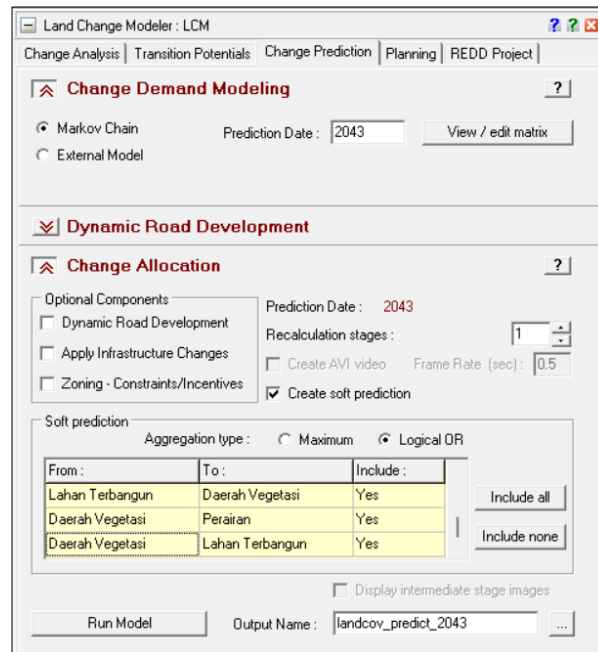 Land Change Modeler : LCM
? ?
Change Analysis Transition Potentials Change Prediction Planning REDD Project
Change Demand Modeling ?
Markov Chain Prediction Date : 2043 View / edit matrix
External Model
Dynamic Road Development
Change Allocation ?
Optional Components Prediction Date : 2043
Dynamic Road Development Recalculation stages : 1
Apply Infrastructure Changes Create AVI video Frame Rate (sec) : 0.5
Zoning - Constraints/Incentives Create soft prediction
Soft prediction
Aggregation type : Maximum Logical OR
From : To : Include :
Lahan Terbangun Daerah Vegetasi Yes Include all
Daerah Vegetasi Perairan Yes
Daerah Vegetasi Lahan Terbangun Yes Include none
Display intermediate stage images
Run Model Output Name : landcov_predict_2043 ...